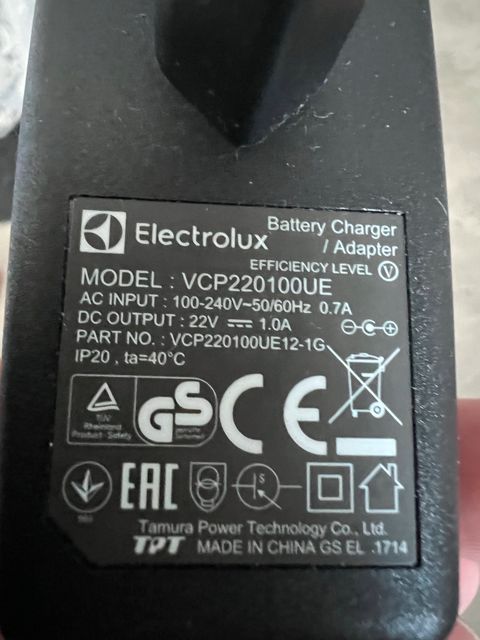 Electrolux
Battery Charger
/ Adapter
EFFICIENCY LEVEL V
MODEL : VCP220100UE
AC INPUT : 100-240V~50/60Hz 0.7A
DC OUTPUT : 22V ⎓ 1.0A
PART NO. : VCP220100UE12-1G
IP20 , ta=40°C
TÜV
Rheinland
Product Safety
GS
geprüfte
Sicherheit
CE
EAC
S
Tamura Power Technology Co., Ltd.
TPT MADE IN CHINA GS EL .1714